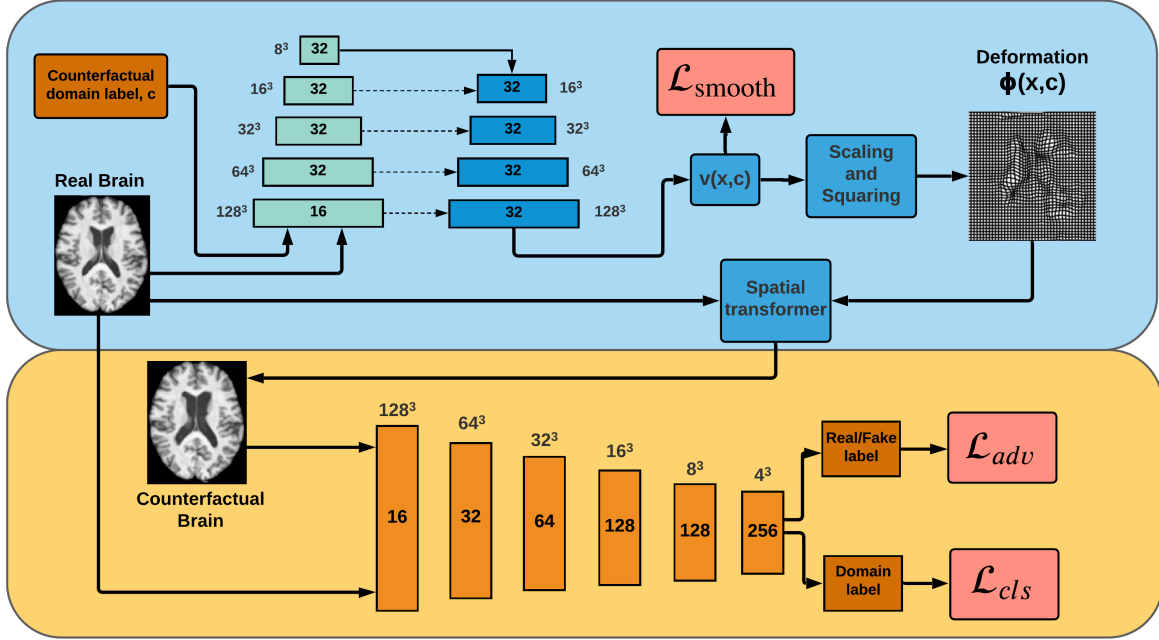 Counterfactual
domain label, c
Real Brain
8³ 32
16³ 32 32 16³
32³ 32 32 32³
64³ 32 32 64³
128³ 16 32 128³
ℒsmooth
v(x,c)
Scaling
and
Squaring
Deformation
ϕ(x,c)
Spatial
transformer
Counterfactual
Brain
128³ 64³ 32³ 16³ 8³ 4³
16 32 64 128 128 256
Real/Fake
label
ℒadv
Domain
label
ℒcls